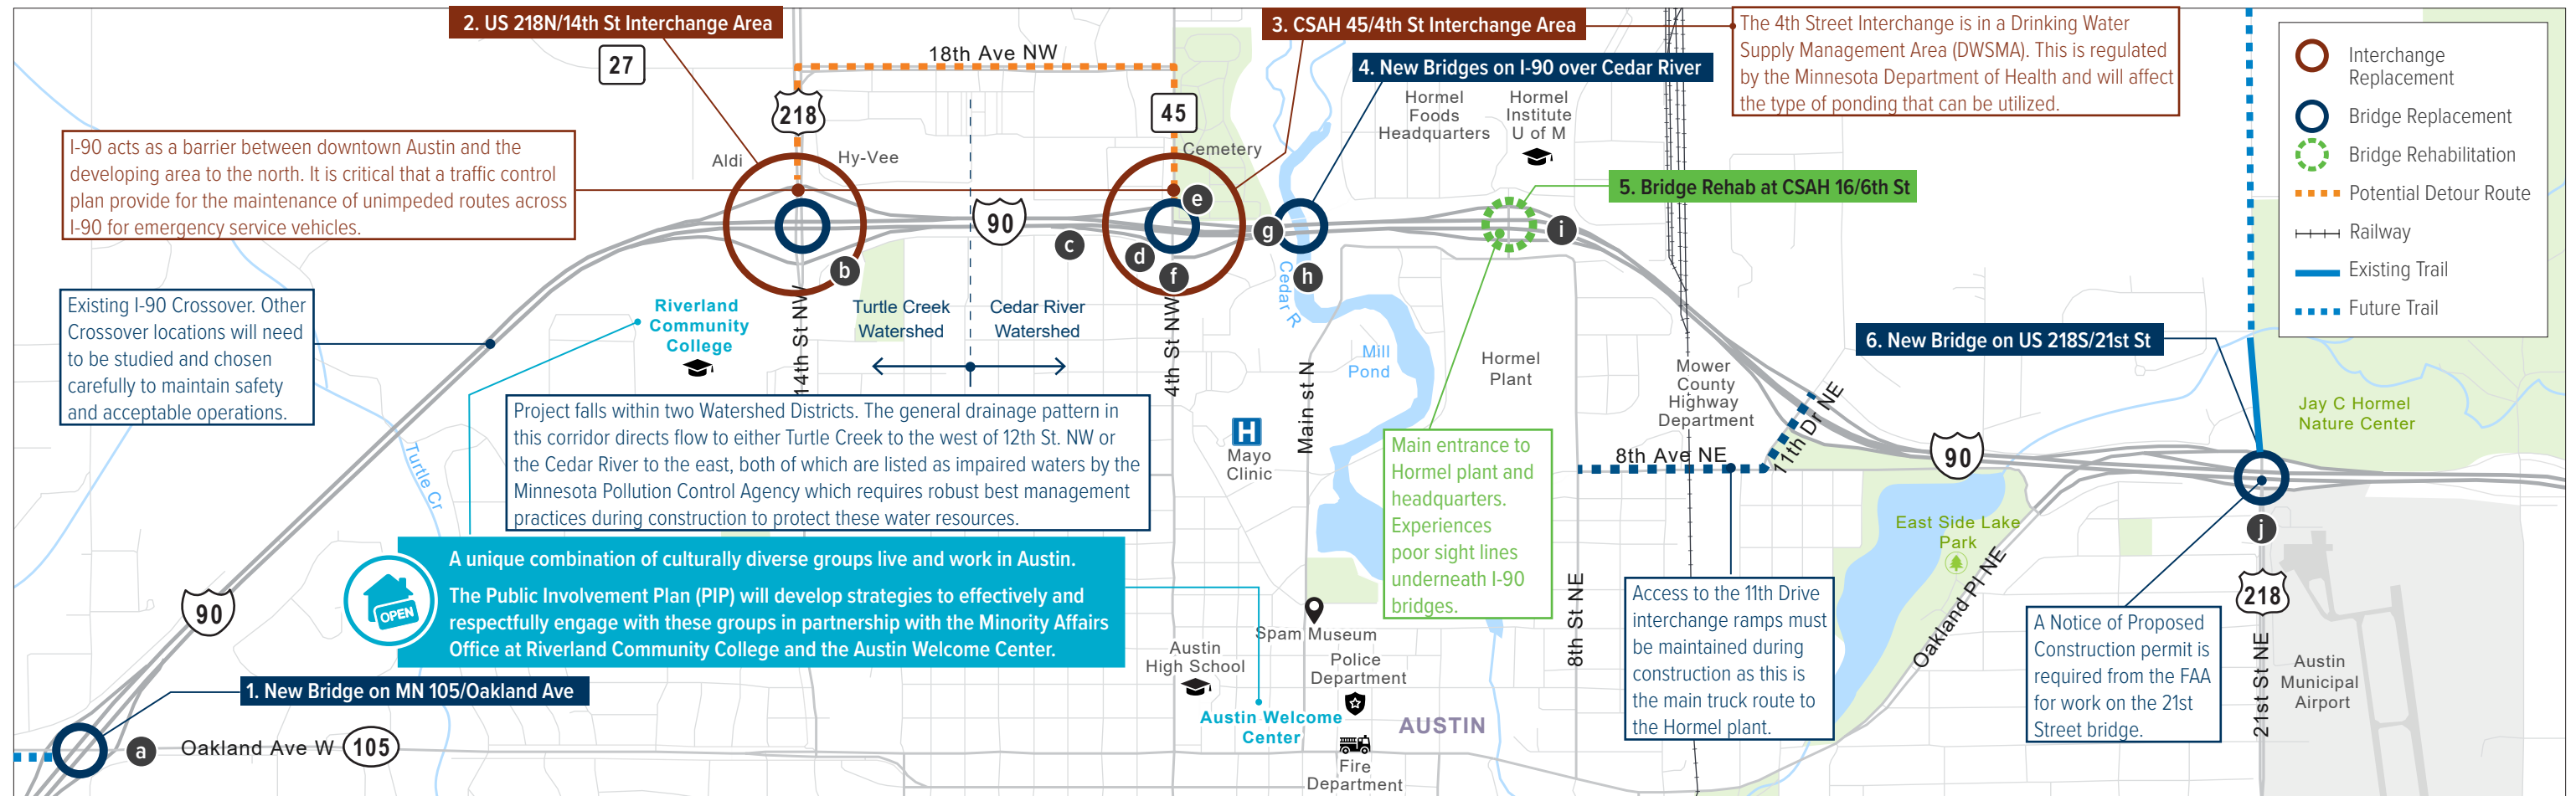 2. US 218N/14th St Interchange Area
3. CSAH 45/4th St Interchange Area
The 4th Street Interchange is in a Drinking Water
Supply Management Area (DWSMA). This is regulated
by the Minnesota Department of Health and will affect
the type of ponding that can be utilized.
Interchange
Replacement
Bridge Replacement
Bridge Rehabilitation
Potential Detour Route
Railway
Existing Trail
Future Trail
27
18th Ave NW
4. New Bridges on I-90 over Cedar River
218
45
Hormel
Foods
Headquarters
Hormel
Institute
U of M
I-90 acts as a barrier between downtown Austin and the
developing area to the north. It is critical that a traffic control
plan provide for the maintenance of unimpeded routes across
I-90 for emergency service vehicles.
Aldi
Hy-Vee
Cemetery
5. Bridge Rehab at CSAH 16/6th St
90
a
b
c
d
e
f
g
h
i
j
Existing I-90 Crossover. Other
Crossover locations will need
to be studied and chosen
carefully to maintain safety
and acceptable operations.
Riverland
Community
College
14th St NW
Turtle Creek
Watershed
Cedar River
Watershed
4th St NW
Cedar R
Main st N
Mill
Pond
Hormel
Plant
Mower
County
Highway
Department
6. New Bridge on US 218S/21st St
Jay C Hormel
Nature Center
Turtle Cr
Project falls within two Watershed Districts. The general drainage pattern in
this corridor directs flow to either Turtle Creek to the west of 12th St. NW or
the Cedar River to the east, both of which are listed as impaired waters by the
Minnesota Pollution Control Agency which requires robust best management
practices during construction to protect these water resources.
H
Mayo
Clinic
Main entrance to
Hormel plant and
headquarters.
Experiences
poor sight lines
underneath I-90
bridges.
8th Ave NE
11th Dr NE
90
East Side Lake
Park
Oakland Pl NE
OPEN
A unique combination of culturally diverse groups live and work in Austin.
The Public Involvement Plan (PIP) will develop strategies to effectively and
respectfully engage with these groups in partnership with the Minority Affairs
Office at Riverland Community College and the Austin Welcome Center.
90
8th St NE
Access to the 11th Drive
interchange ramps must
be maintained during
construction as this is
the main truck route to
the Hormel plant.
A Notice of Proposed
Construction permit is
required from the FAA
for work on the 21st
Street bridge.
218
21st St NE
Austin
Municipal
Airport
Spam Museum
Austin
High School
Police
Department
Austin Welcome
Center
AUSTIN
Fire
Department
1. New Bridge on MN 105/Oakland Ave
Oakland Ave W
105